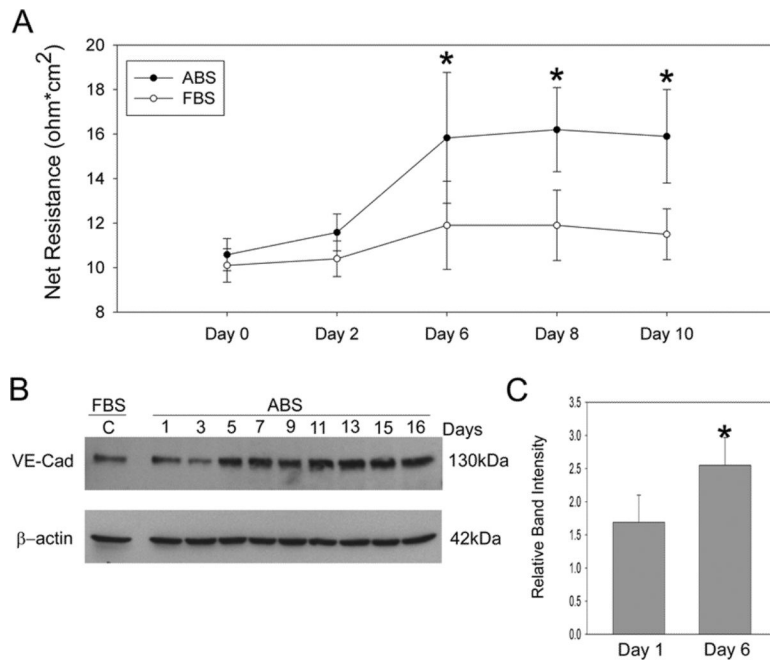 A
20
18
16
14
12
10
8
Net Resistance (ohm*cm2)
ABS
FBS
* * *
Day 0 Day 2 Day 6 Day 8 Day 10
B
FBS ABS
C 1 3 5 7 9 11 13 15 16 Days
VE-Cad 130kDa
β-actin 42kDa
C
3.5
3.0
2.5
2.0
1.5
1.0
0.5
0.0
Relative Band Intensity
*
Day 1 Day 6